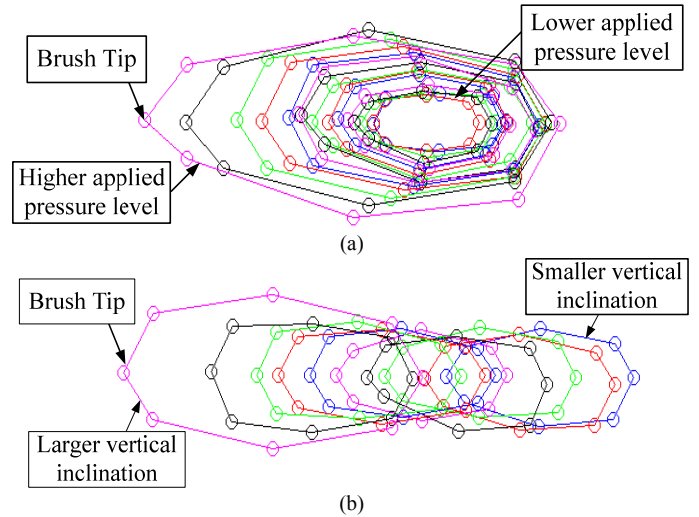 Lower applied
pressure level
Brush Tip
Higher applied
pressure level
(a)
Smaller vertical
inclination
Brush Tip
Larger vertical
inclination
(b)